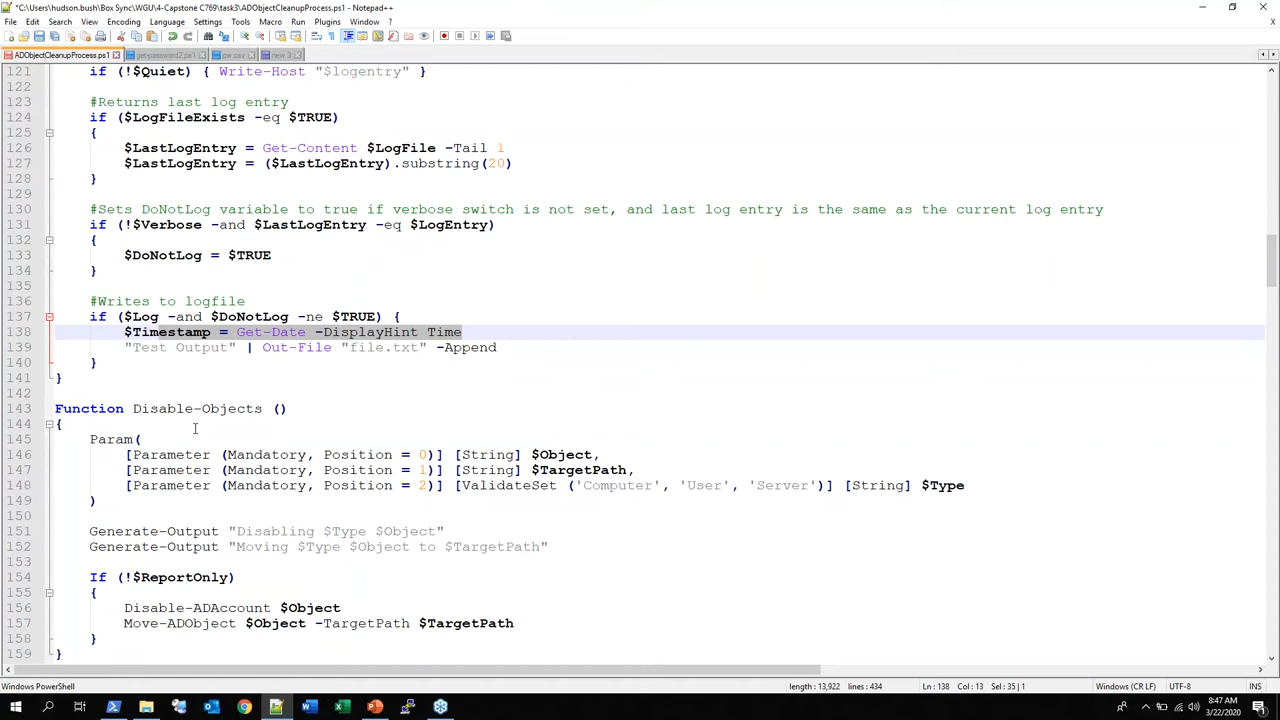 *C:\Users\hudson.bush\Box Sync\WGU\4-Capstone C769\task3\ADObjectCleanupProcess.ps1 - Notepad++
File Edit Search View Encoding Language Settings Tools Macro Run Plugins Window ?
ADObjectCleanupProcess.ps1 get-password2.ps1 pw.csv new 3
121 if (!$Quiet) { Write-Host "$logentry" }
122
123 #Returns last log entry
124 if ($LogFileExists -eq $TRUE)
125 {
126 $LastLogEntry = Get-Content $LogFile -Tail 1
127 $LastLogEntry = ($LastLogEntry).substring(20)
128 }
129
130 #Sets DoNotLog variable to true if verbose switch is not set, and last log entry is the same as the current log entry
131 if (!$Verbose -and $LastLogEntry -eq $LogEntry)
132 {
133 $DoNotLog = $TRUE
134 }
135
136 #Writes to logfile
137 if ($Log -and $DoNotLog -ne $TRUE) {
138 $Timestamp = Get-Date -DisplayHint Time
139 "Test Output" | Out-File "file.txt" -Append
140 }
141 }
142
143 Function Disable-Objects ()
144 {
145 Param(
146 [Parameter (Mandatory, Position = 0)] [String] $Object,
147 [Parameter (Mandatory, Position = 1)] [String] $TargetPath,
148 [Parameter (Mandatory, Position = 2)] [ValidateSet ('Computer', 'User', 'Server')] [String] $Type
149 )
150
151 Generate-Output "Disabling $Type $Object"
152 Generate-Output "Moving $Type $Object to $TargetPath"
153
154 If (!$ReportOnly)
155 {
156 Disable-ADAccount $Object
157 Move-ADObject $Object -TargetPath $TargetPath
158 }
159 }
Windows PowerShell length : 13,922 lines : 434 Ln : 138 Col : 13 Sel : 35 | 1 Windows (CR LF) UTF-8 INS
8:47 AM
3/22/2020